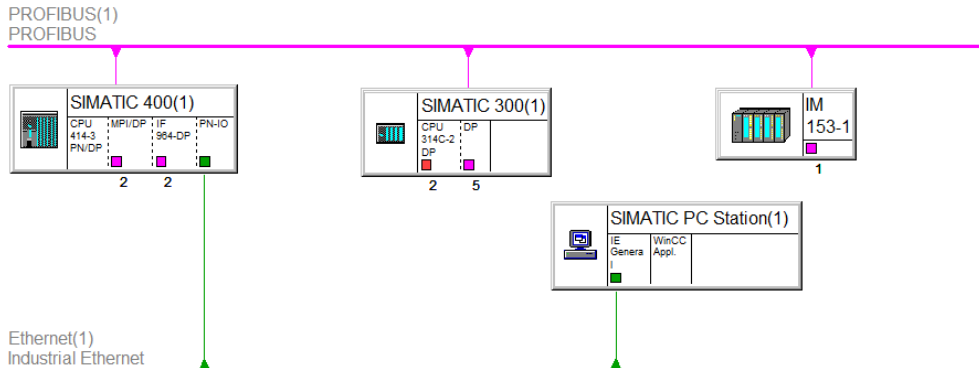 PROFIBUS(1)
PROFIBUS
SIMATIC 400(1)
CPU
414-3
PN/DP
MPI/DP
IF
964-DP
PN-IO
2
2
SIMATIC 300(1)
CPU
314C-2
DP
DP
2
5
IM
153-1
1
SIMATIC PC Station(1)
IE
Genera
l
WinCC
Appl.
Ethernet(1)
Industrial Ethernet